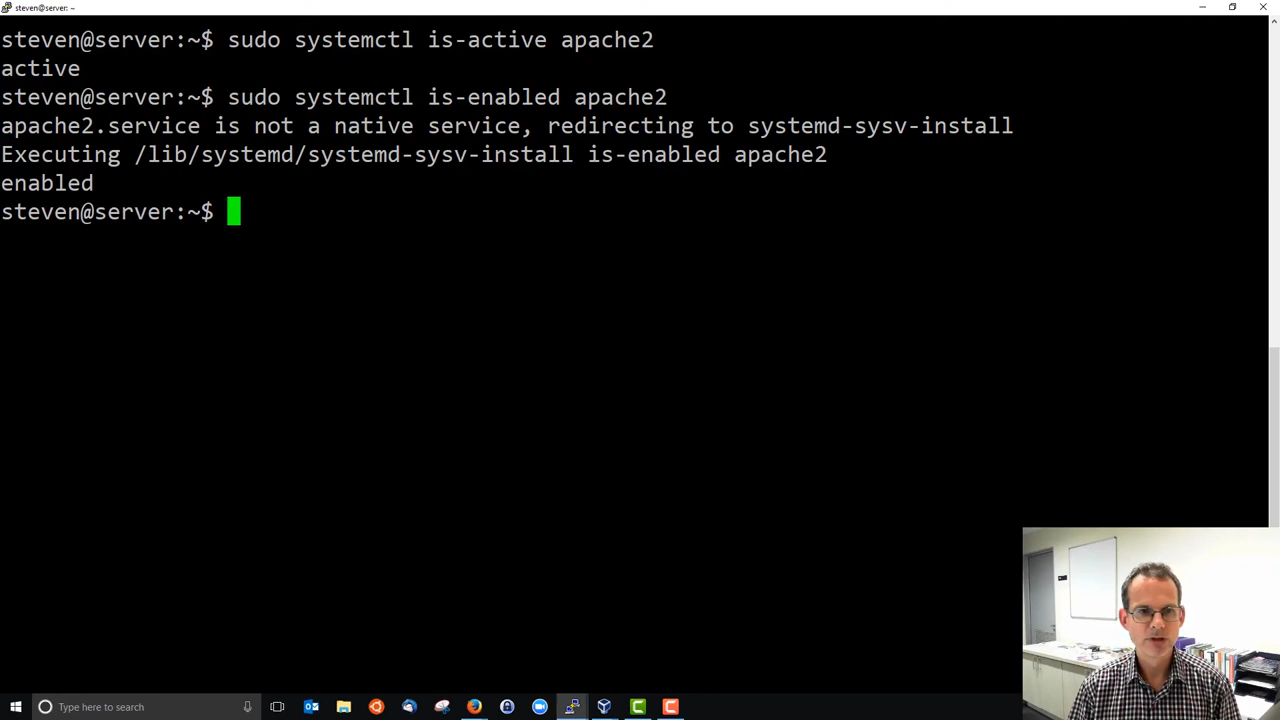 steven@server: ~
steven@server:~$ sudo systemctl is-active apache2
active
steven@server:~$ sudo systemctl is-enabled apache2
apache2.service is not a native service, redirecting to systemd-sysv-install
Executing /lib/systemd/systemd-sysv-install is-enabled apache2
enabled
steven@server:~$
Type here to search